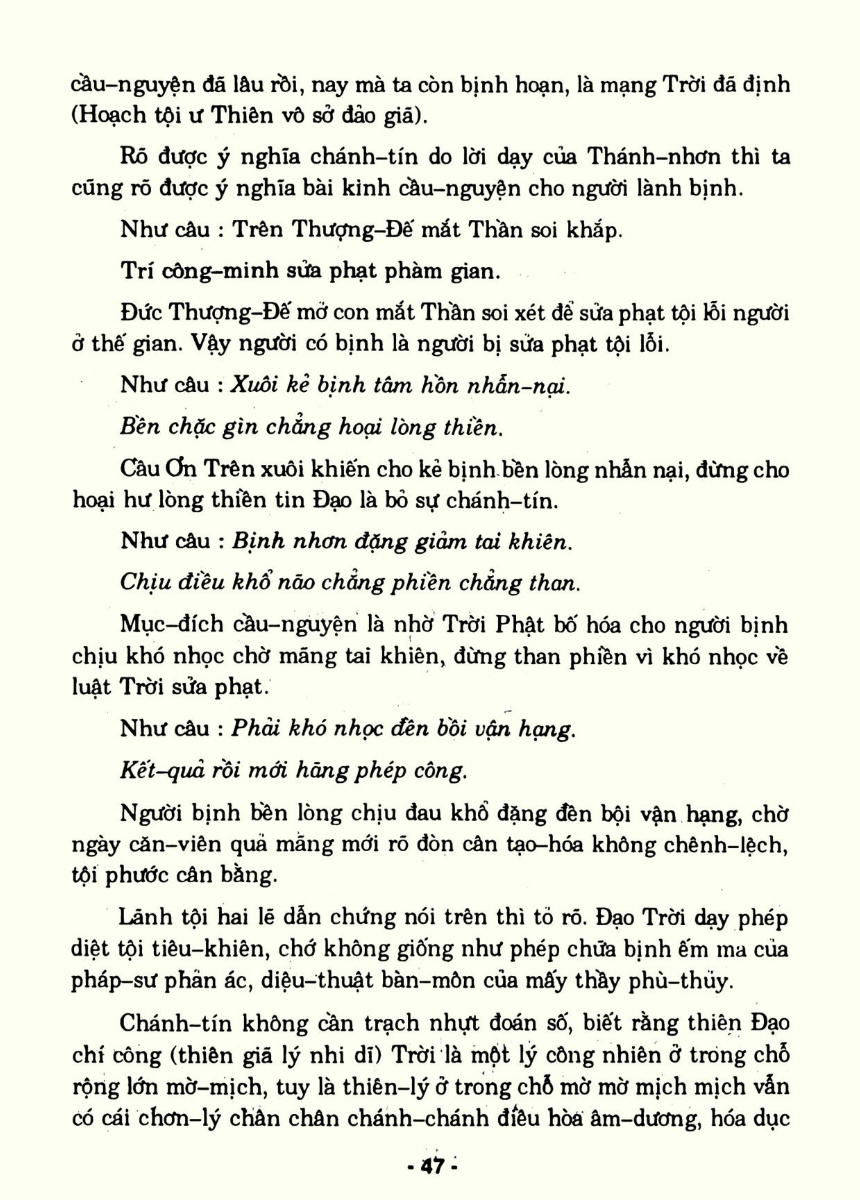 cầu–nguyện đã lâu rồi, nay mà ta còn bịnh hoạn, là mạng Trời đã định
(Hoạch tội ư Thiên vô sở đảo giã).
Rõ được ý nghĩa chánh–tín do lời dạy của Thánh–nhơn thì ta
cũng rõ được ý nghĩa bài kinh cầu–nguyện cho người lành bịnh.
Như câu : Trên Thượng–Đế mắt Thần soi khắp.
Trí công–minh sửa phạt phàm gian.
Đức Thượng–Đế mở con mắt Thần soi xét để sửa phạt tội lỗi người
ở thế gian. Vậy người có bịnh là người bị sửa phạt tội lỗi.
Như câu : Xuôi kẻ bịnh tâm hồn nhẫn–nại.
Bền chặc gìn chẳng hoại lòng thiền.
Cầu Ơn Trên xuôi khiến cho kẻ bịnh bền lòng nhẫn nại, đừng cho
hoại hư lòng thiền tin Đạo là bỏ sự chánh–tín.
Như câu : Bịnh nhơn đặng giảm tai khiên.
Chịu điều khổ não chẳng phiền chẳng than.
Mục–đích cầu–nguyện là nhờ Trời Phật bố hóa cho người bịnh
chịu khó nhọc chờ mãng tai khiên, đừng than phiền vì khó nhọc về
luật Trời sửa phạt.
Như câu : Phải khó nhọc đền bồi vận hạng.
Kết–quả rồi mới hãng phép công.
Người bịnh bền lòng chịu đau khổ đặng đền bội vận hạng, chờ
ngày căn–viên quả mãng mới rõ đòn cân tạo–hóa không chênh–lệch,
tội phước cân bằng.
Lãnh tội hai lẽ dẫn chứng nói trên thì tỏ rõ. Đạo Trời dạy phép
diệt tội tiêu–khiên, chớ không giống như phép chữa bịnh ếm ma của
pháp–sư phản ác, diệu–thuật bàn–môn của mấy thầy phù–thủy.
Chánh–tín không cần trạch nhựt đoán số, biết rằng thiên Đạo
chí công (thiên giã lý nhi dĩ) Trời là một lý công nhiên ở trong chỗ
rộng lớn mờ–mịch, tuy là thiên–lý ở trong chỗ mờ mờ mịch mịch vẫn
có cái chơn–lý chân chân chánh–chánh điều hòa âm–dương, hóa dục
- 47 -